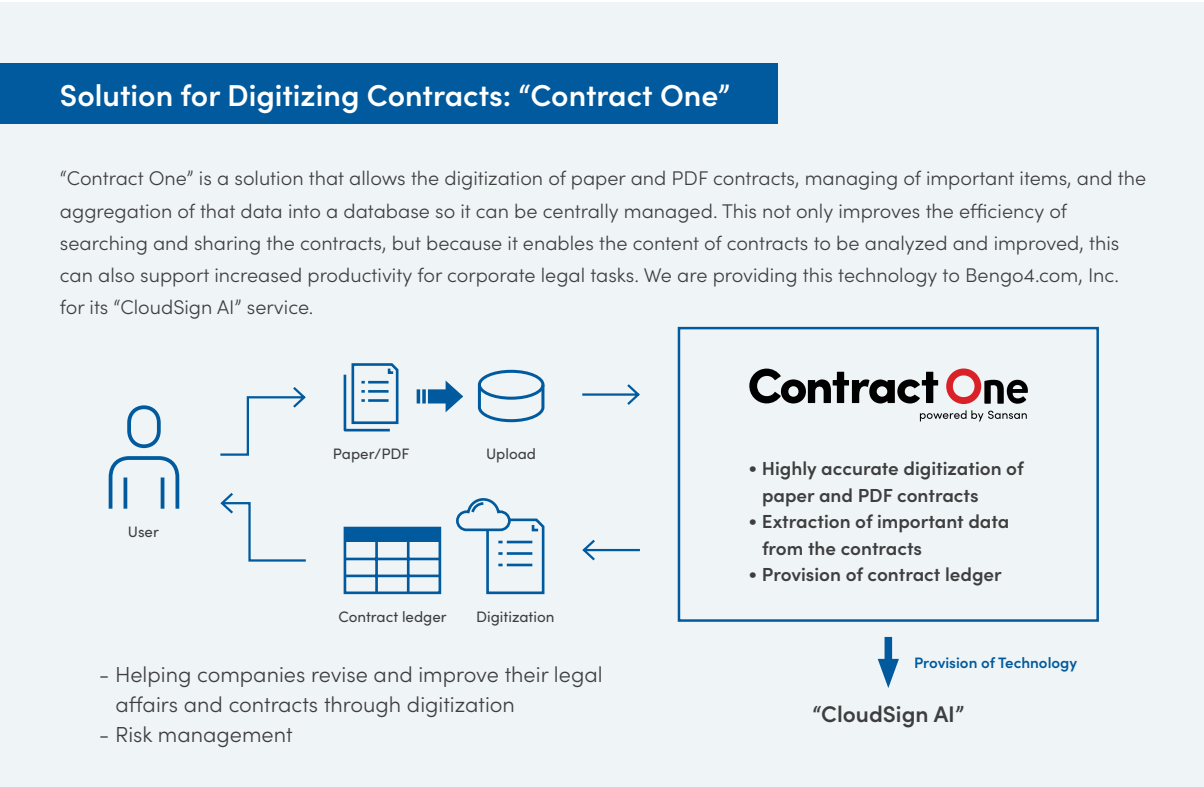 Solution for Digitizing Contracts: “Contract One”
“Contract One” is a solution that allows the digitization of paper and PDF contracts, managing of important items, and the
aggregation of that data into a database so it can be centrally managed. This not only improves the efficiency of
searching and sharing the contracts, but because it enables the content of contracts to be analyzed and improved, this
can also support increased productivity for corporate legal tasks. We are providing this technology to Bengo4.com, Inc.
for its “CloudSign AI” service.
User
Paper/PDF
Upload
Contract ledger
Digitization
Contract One
powered by Sansan
• Highly accurate digitization of
paper and PDF contracts
• Extraction of important data
from the contracts
• Provision of contract ledger
Provision of Technology
“CloudSign AI”
- Helping companies revise and improve their legal
affairs and contracts through digitization
- Risk management